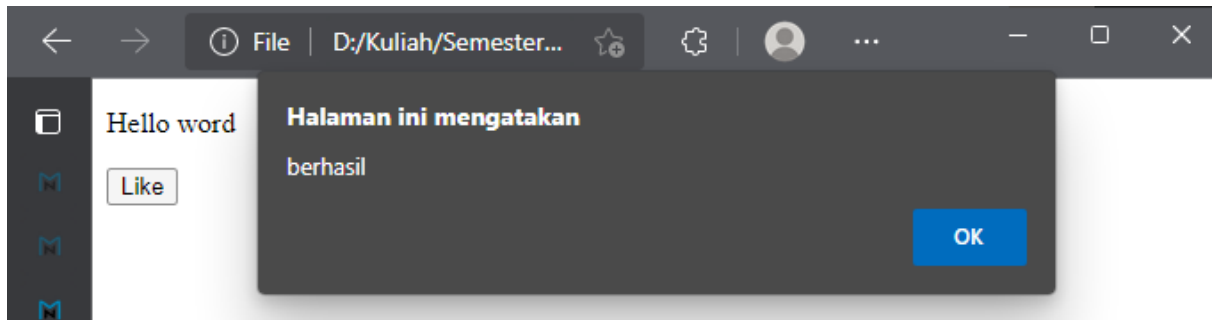 File | D:/Kuliah/Semester...
Hello word
Like
Halaman ini mengatakan
berhasil
OK